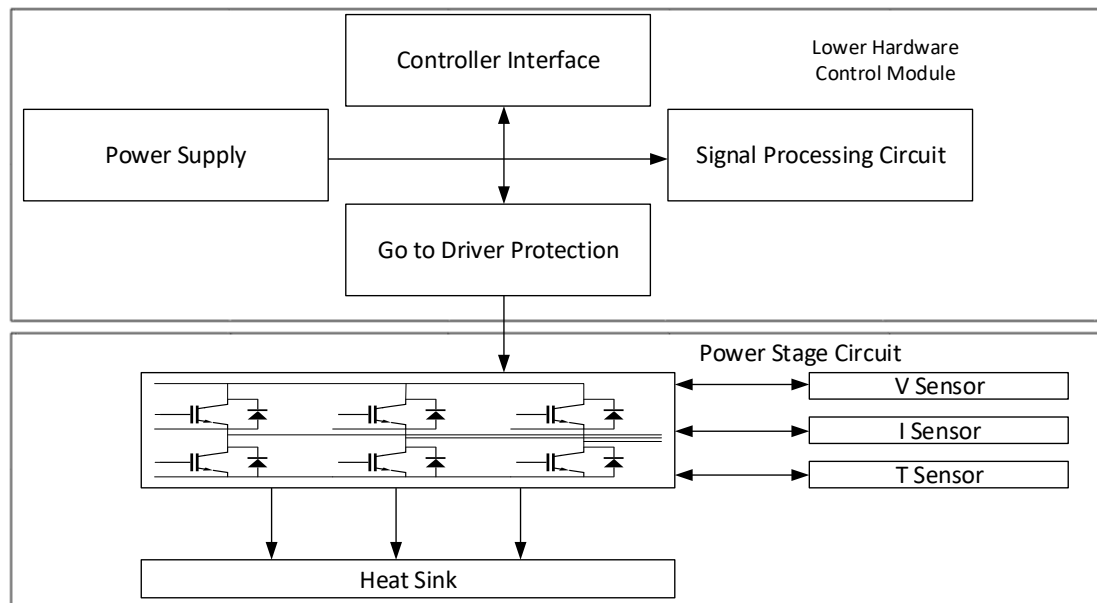 Controller Interface
Lower Hardware
Control Module
Power Supply
Signal Processing Circuit
Go to Driver Protection
Power Stage Circuit
V Sensor
I Sensor
T Sensor
Heat Sink